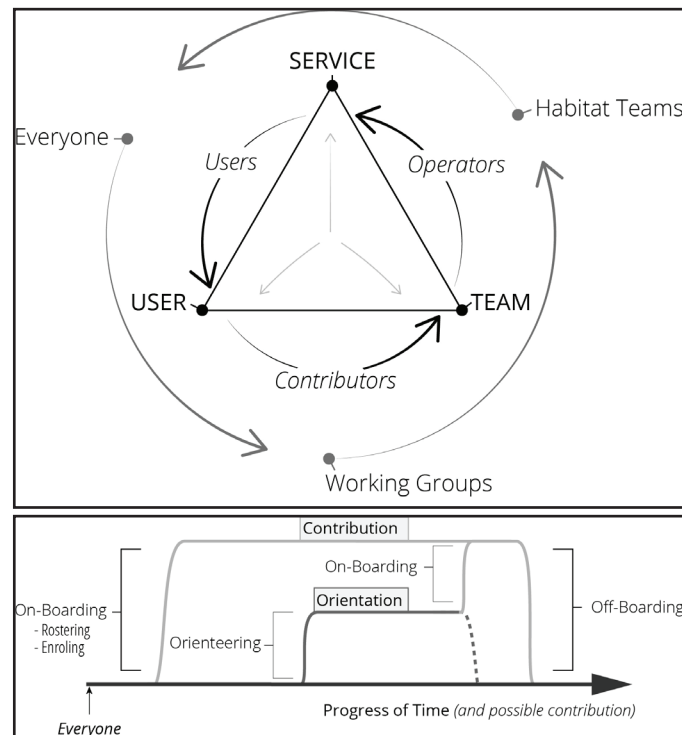 SERVICE
Habitat Teams
Everyone
Users
Operators
USER
TEAM
Contributors
Working Groups
Contribution
On-Boarding
Orientation
On-Boarding
- Rostering
- Enroling
Off-Boarding
Orienteering
Progress of Time (and possible contribution)
Everyone